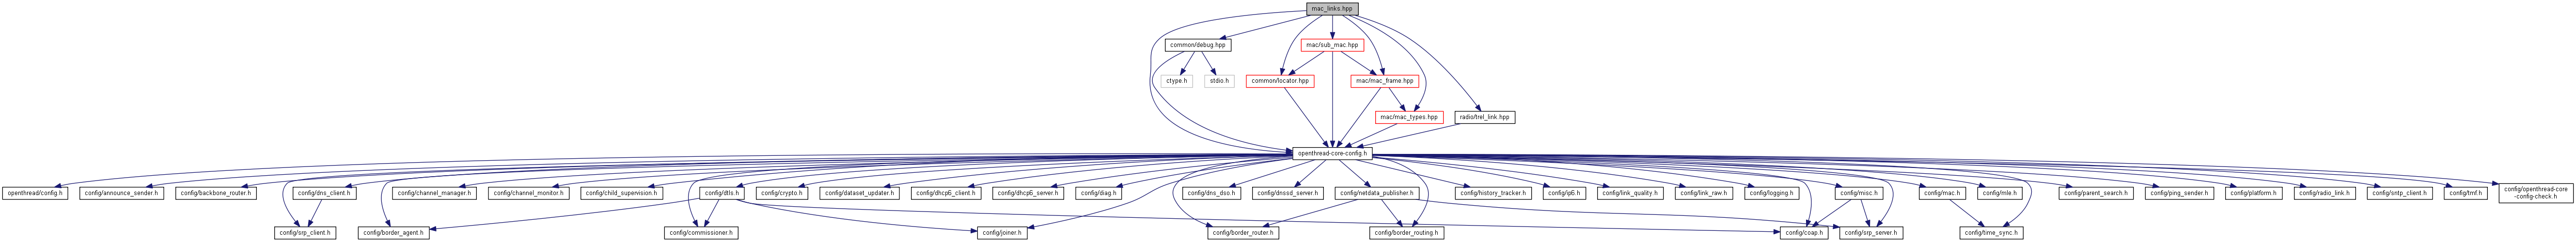 mac_links.hpp
common/debug.hpp
mac/sub_mac.hpp
ctype.h
stdio.h
common/locator.hpp
mac/mac_frame.hpp
mac/mac_types.hpp
radio/trel_link.hpp
openthread-core-config.h
openthread/config.h
config/announce_sender.h
config/backbone_router.h
config/dns_client.h
config/channel_manager.h
config/channel_monitor.h
config/child_supervision.h
config/dtls.h
config/crypto.h
config/dataset_updater.h
config/dhcp6_client.h
config/dhcp6_server.h
config/diag.h
config/dns_dso.h
config/dnssd_server.h
config/netdata_publisher.h
config/history_tracker.h
config/ip6.h
config/link_quality.h
config/link_raw.h
config/logging.h
config/misc.h
config/mac.h
config/mle.h
config/parent_search.h
config/ping_sender.h
config/platform.h
config/radio_link.h
config/sntp_client.h
config/tmf.h
config/openthread-core
-config-check.h
config/srp_client.h
config/border_agent.h
config/commissioner.h
config/joiner.h
config/border_router.h
config/border_routing.h
config/coap.h
config/srp_server.h
config/time_sync.h